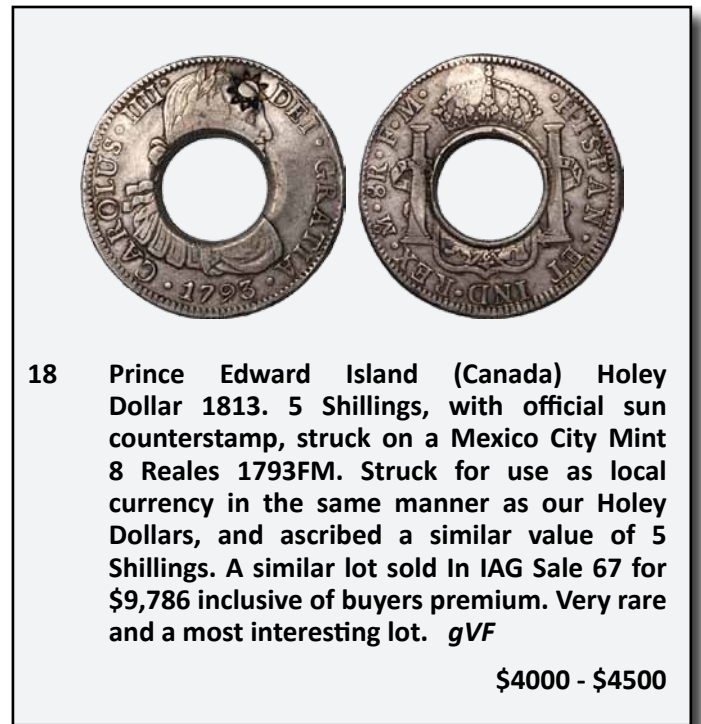 CAROLUS · IIII · DEI · GRATIA ·
· 1793 ·
· HISPAN · ET IND · REX · M · 8R · F · M ·
18 Prince Edward Island (Canada) Holey
Dollar 1813. 5 Shillings, with official sun
counterstamp, struck on a Mexico City Mint
8 Reales 1793FM. Struck for use as local
currency in the same manner as our Holey
Dollars, and ascribed a similar value of 5
Shillings. A similar lot sold In IAG Sale 67 for
$9,786 inclusive of buyers premium. Very rare
and a most interesting lot. gVF
$4000 - $4500